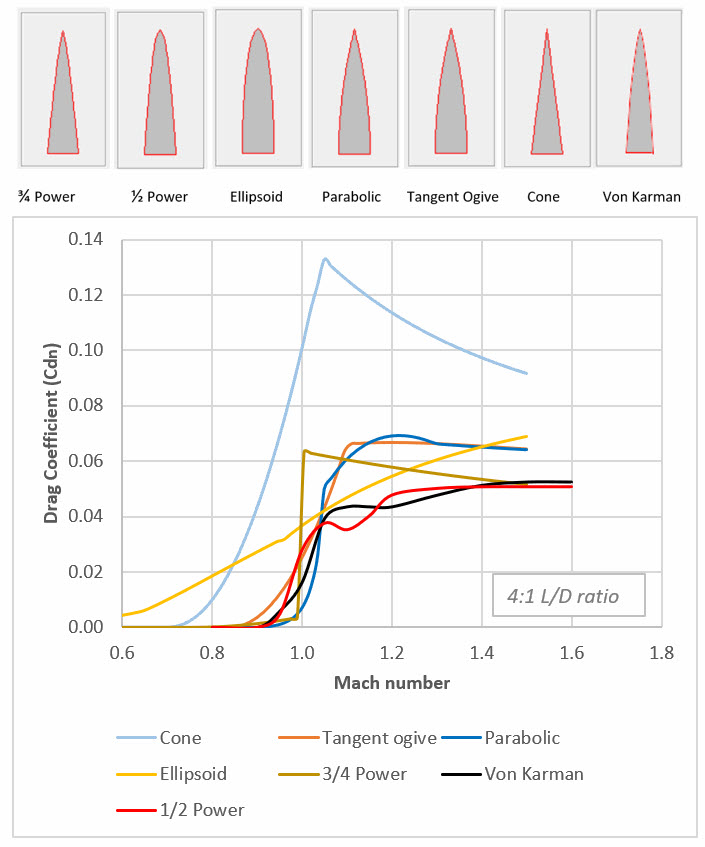 ¾ Power ½ Power Ellipsoid Parabolic Tangent Ogive Cone Von Karman
0.14
0.12
0.10
0.08
0.06
0.04
0.02
0.00
Drag Coefficient (Cdn)
4:1 L/D ratio
0.6 0.8 1.0 1.2 1.4 1.6 1.8
Mach number
Cone Tangent ogive Parabolic
Ellipsoid 3/4 Power Von Karman
1/2 Power